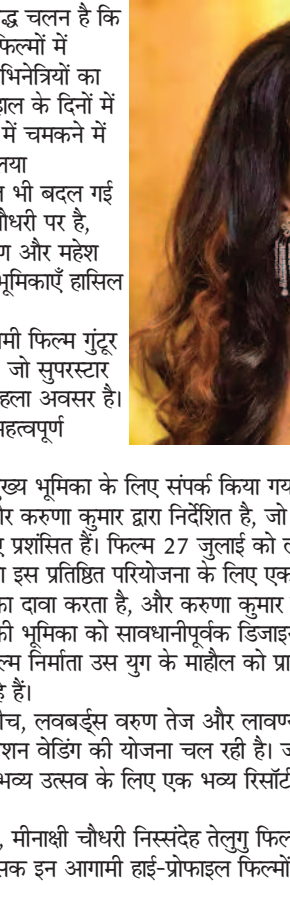 द्ध चलन है कि
फिल्मों में
भिनेत्रियों का
हाल के दिनों में
में चमकने में
नया
भी बदल गई
ौधरी पर है,
ण और महेश
भूमिकाएँ हासिल
मी फिल्म गुंटूर
जो सुपरस्टार
हला अवसर है।
महत्वपूर्ण
मुख्य भूमिका के लिए संपर्क किया गय
र करुणा कुमार द्वारा निर्देशित है, जो
प्रशंसित हैं। फिल्म 27 जुलाई को ल
इस प्रतिष्ठित परियोजना के लिए एक
का दावा करता है, और करुणा कुमार
की भूमिका को सावधानीपूर्वक डिजाइ
ल्म निर्माता उस युग के माहौल को प्रा
हे हैं।
ीच, लवबर्ड्स वरुण तेज और लावण
शन वेडिंग की योजना चल रही है। ज
भव्य उत्सव के लिए एक भव्य रिसॉर्ट
, मीनाक्षी चौधरी निस्संदेह तेलुगु फिल
सक इन आगामी हाई-प्रोफाइल फिल्मों